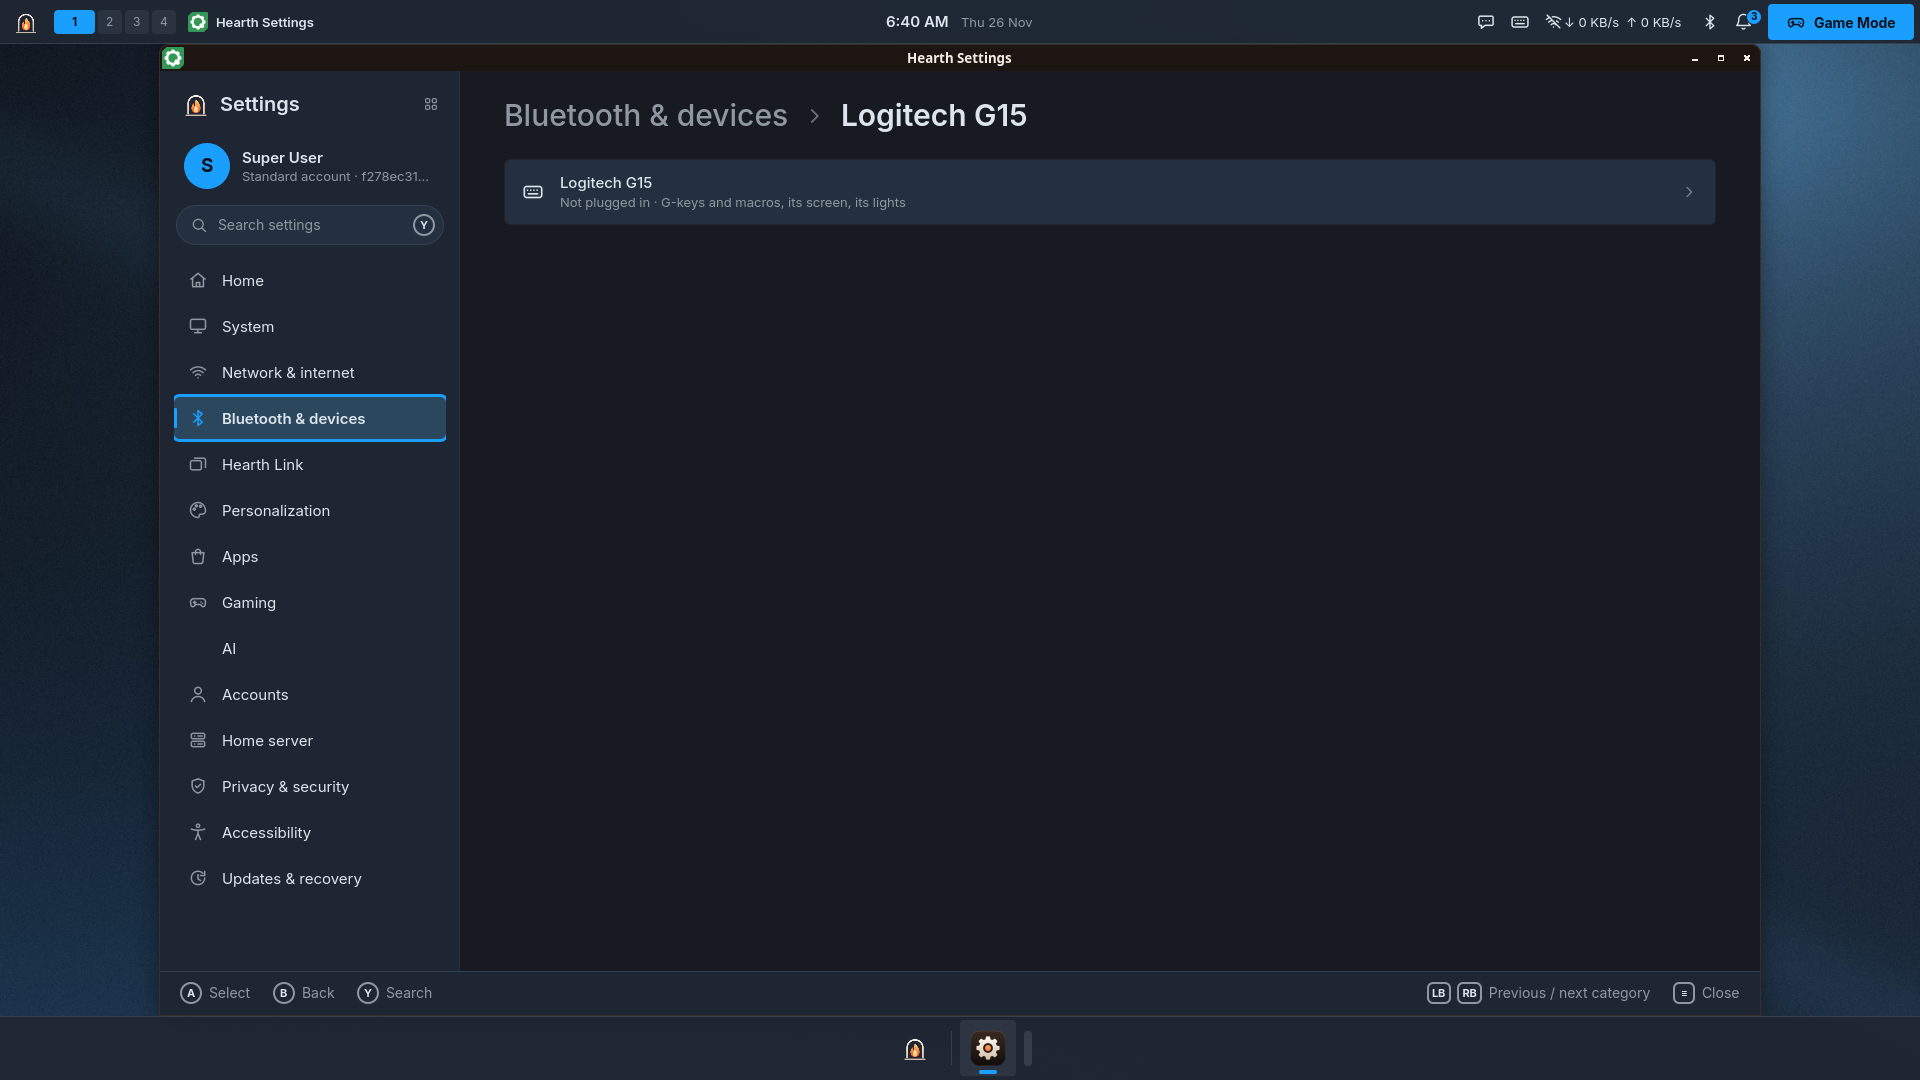 1 2 3 4 Hearth Settings
6:40 AM Thu 26 Nov
↓ 0 KB/s ↑ 0 KB/s
3
Game Mode
Hearth Settings
Settings
S
Super User
Standard account · f278ec31...
Search settings Y
Home
System
Network & internet
Bluetooth & devices
Hearth Link
Personalization
Apps
Gaming
AI
Accounts
Home server
Privacy & security
Accessibility
Updates & recovery
Bluetooth & devices > Logitech G15
Logitech G15
Not plugged in · G-keys and macros, its screen, its lights
A Select B Back Y Search
LB RB Previous / next category ≡ Close